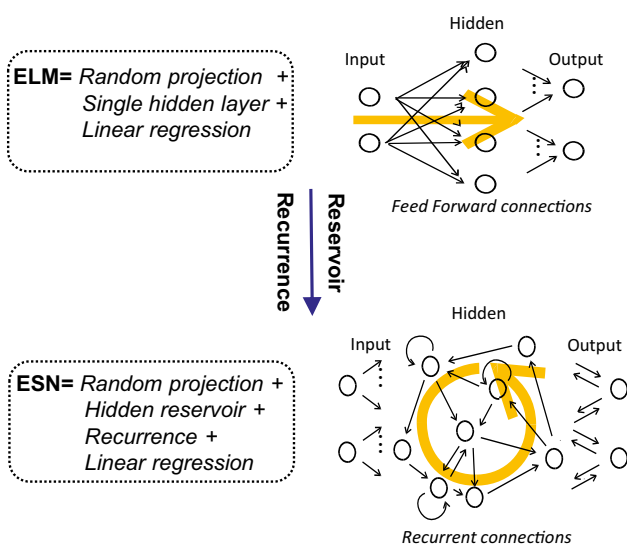 Hidden
Input
Output
ELM= Random projection +
Single hidden layer +
Linear regression
Feed Forward connections
Reservoir
Recurrence
Hidden
Input
Output
ESN= Random projection +
Hidden reservoir +
Recurrence +
Linear regression
Recurrent connections